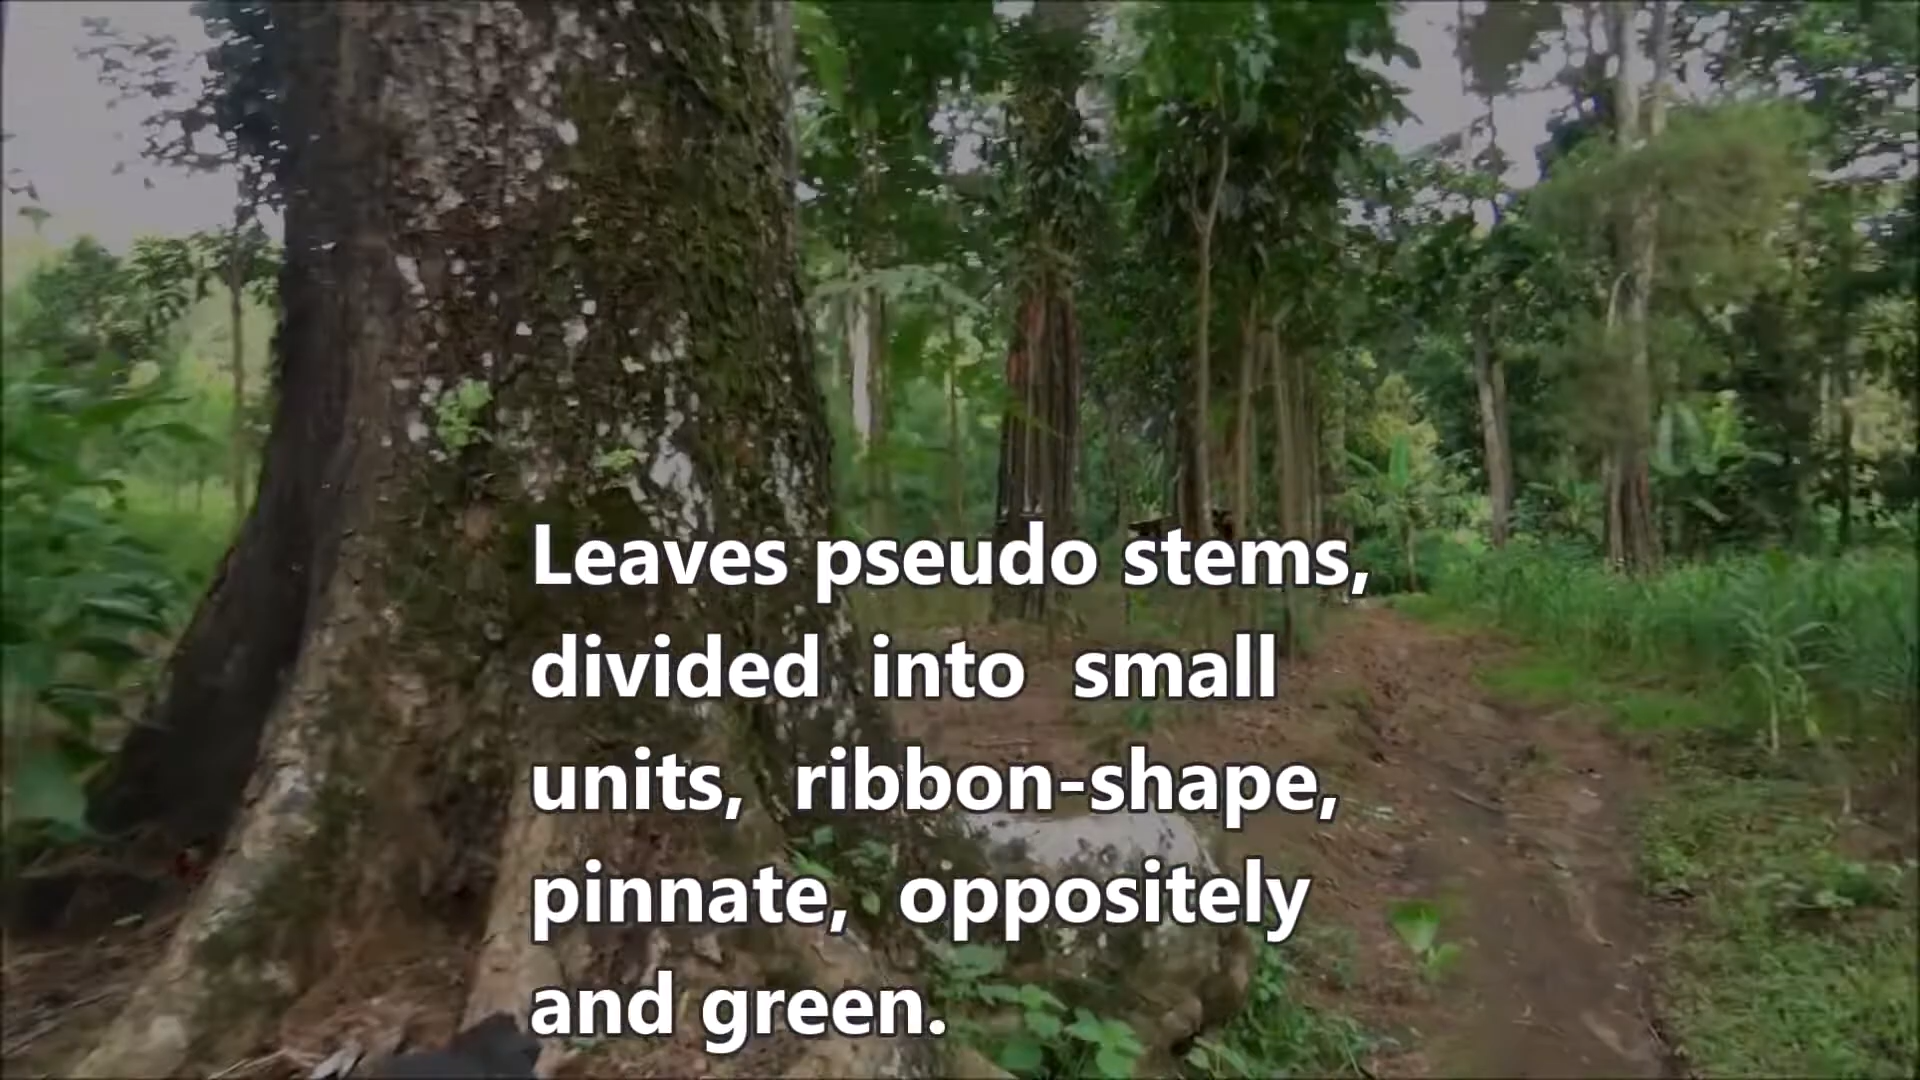 Leaves pseudo stems,
divided into small
units, ribbon-shape,
pinnate, oppositely
and green.